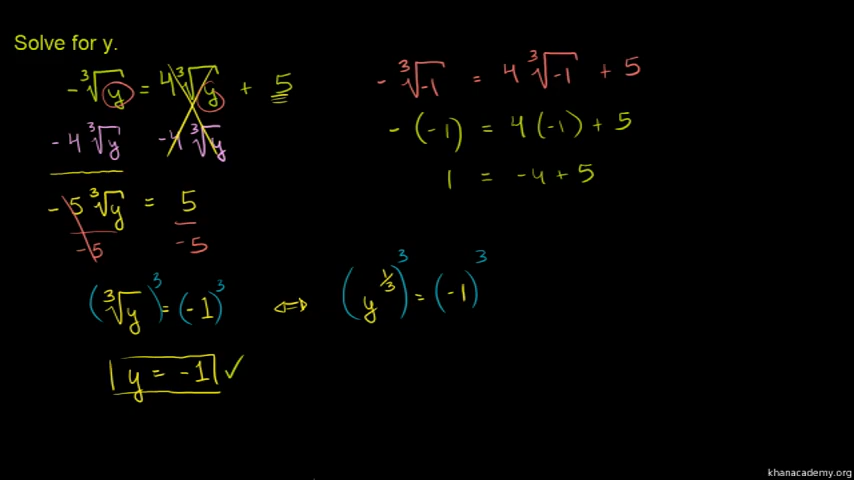 Solve for y.
-∛y = 4∛y + 5
-4∛y -4∛y
-5∛y = 5
-5 -5
(∛y)³ = (-1)³ ⇔ (y^(1/3))³ = (-1)³
y = -1 ✓
-∛-1 = 4∛-1 + 5
-(-1) = 4(-1) + 5
1 = -4 + 5
khanacademy.org